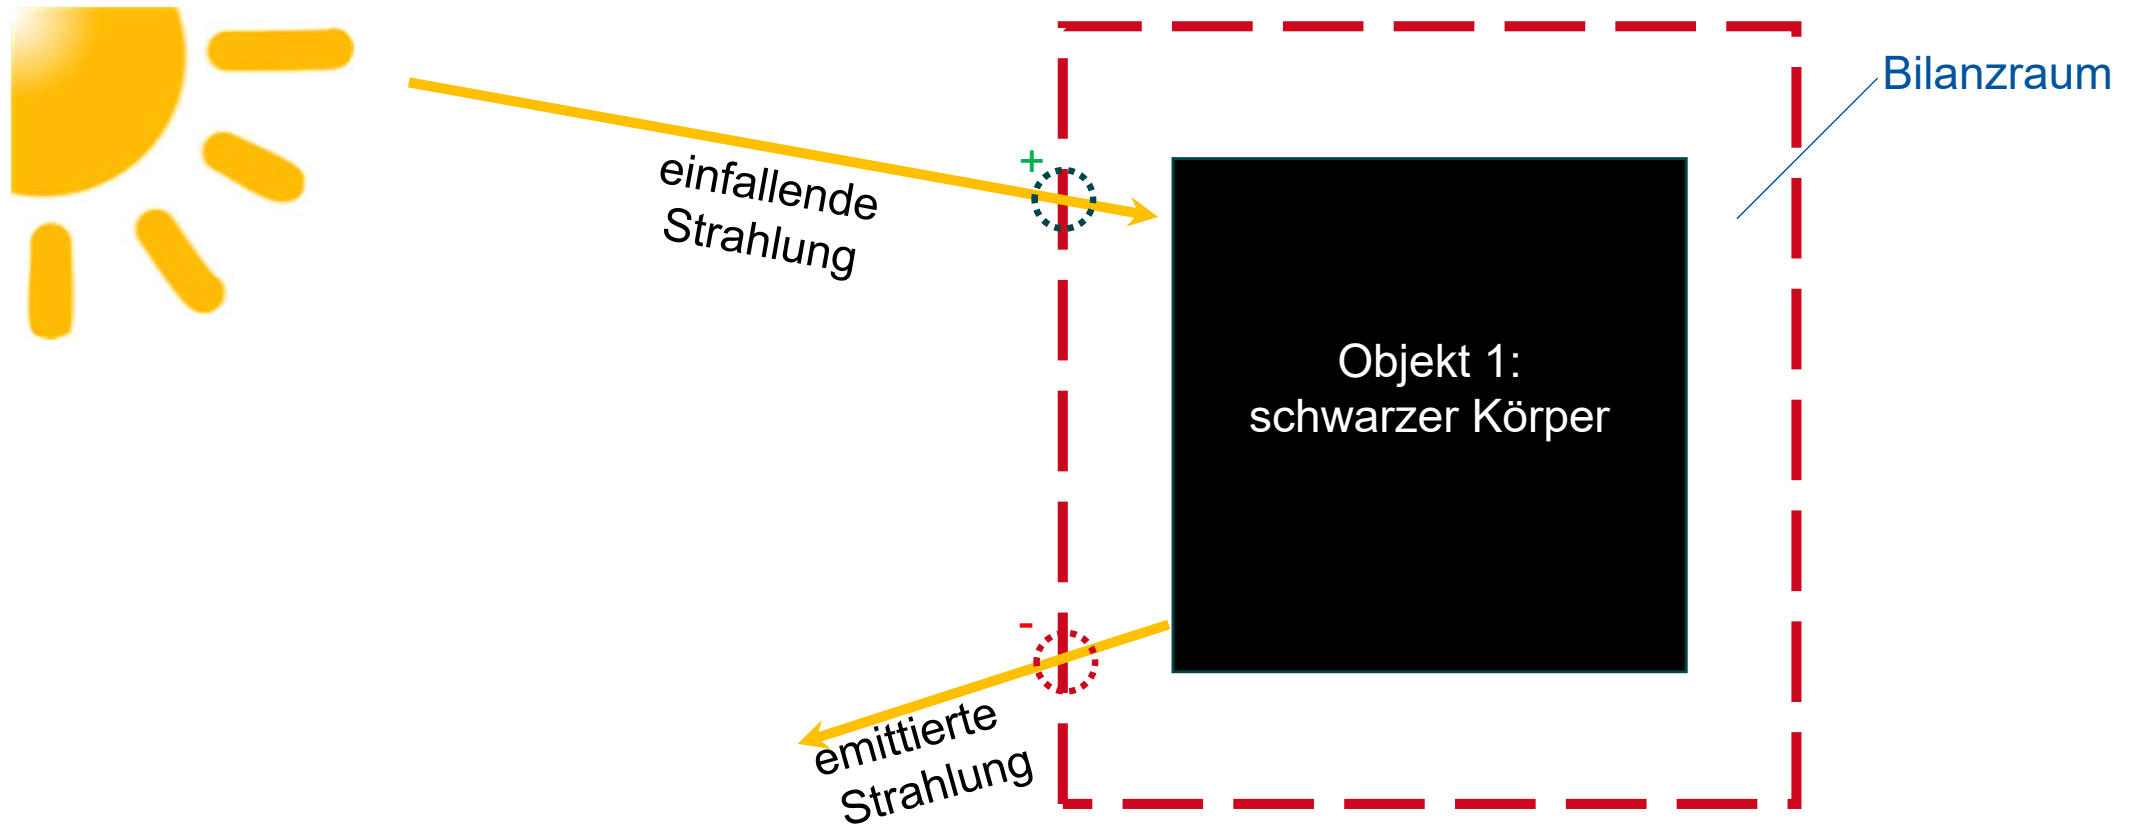 Bilanzraum
+
einfallende
Strahlung
Objekt 1:
schwarzer Körper
-
emittierte
Strahlung